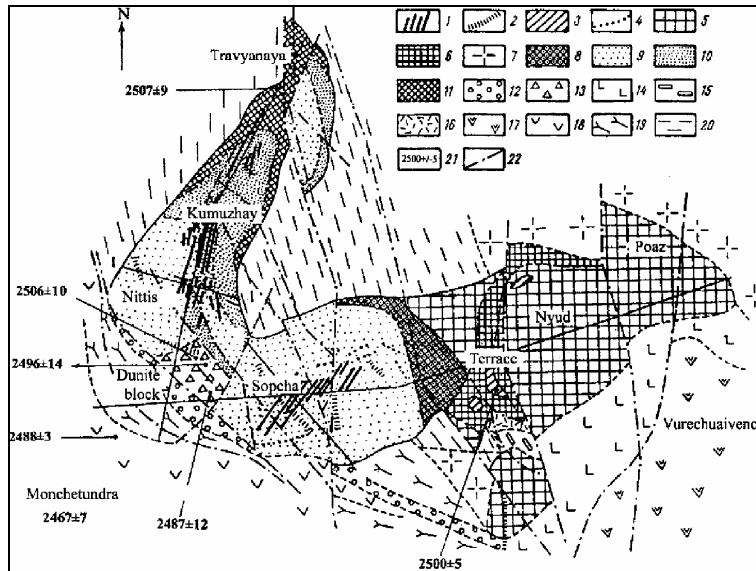 N
1 2 3 4 5
6 7 8 9 10
11 12 13 14 15
16 17 18 19 20
2500+/-5 21 22
Travyanaya
2507±9
Kumuzhay
Poaz
2506±10
Nittis
Nyud
2496±14
Terrace
Dunite
block
Sopcha
Vurechuaivench
2488±3
Monchetundra
2467±7
2487±12
2500±5